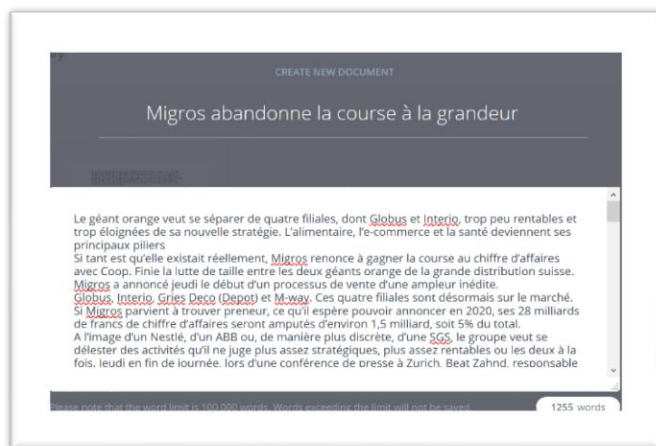 CREATE NEW DOCUMENT
Migros abandonne la course à la grandeur
Le géant orange veut se séparer de quatre filiales, dont Globus et Interio, trop peu rentables et
trop éloignées de sa nouvelle stratégie. L'alimentaire, l'e-commerce et la santé deviennent ses
principaux piliers
Si tant est qu'elle existait réellement, Migros renonce à gagner la course au chiffre d'affaires
avec Coop. Finie la lutte de taille entre les deux géants orange de la grande distribution suisse.
Migros a annoncé jeudi le début d'un processus de vente d'une ampleur inédite.
Globus, Interio, Gries Deco (Depot) et M-way. Ces quatre filiales sont désormais sur le marché.
Si Migros parvient à trouver preneur, ce qu'il espère pouvoir annoncer en 2020, ses 28 milliards
de francs de chiffre d'affaires seront amputés d'environ 1,5 milliard, soit 5% du total.
A l'image d'un Nestlé, d'un ABB ou, de manière plus discrète, d'une SGS, le groupe veut se
délester des activités qu'il ne juge plus assez stratégiques, plus assez rentables ou les deux à la
fois. Jeudi en fin de journée, lors d'une conférence de presse à Zurich, Beat Zahnd, responsable
Please note that the word limit is 100,000 words. Words exceeding the limit will not be saved
1255 words